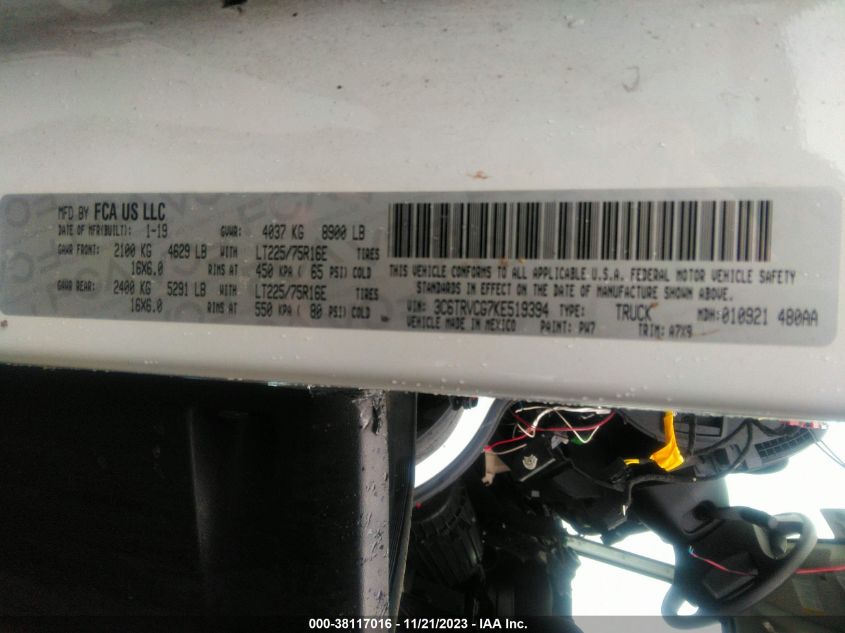 MFD BY FCA US LLC
DATE OF MFR(BUILT): 1-19 GVWR: 4037 KG 8900 LB
GAWR FRONT: 2100 KG 4629 LB WITH LT225/75R16E TIRES
16X6.0 RIMS AT 450 KPA ( 65 PSI) COLD
GAWR REAR: 2400 KG 5291 LB WITH LT225/75R16E TIRES
16X6.0 RIMS AT 550 KPA ( 80 PSI) COLD
THIS VEHICLE CONFORMS TO ALL APPLICABLE U.S.A. FEDERAL MOTOR VEHICLE SAFETY
STANDARDS IN EFFECT ON THE DATE OF MANUFACTURE SHOWN ABOVE.
VIN: 3C6TRVCG7KE519394 TYPE: TRUCK MDH: 010921 480AA
VEHICLE MADE IN MEXICO PAINT: PW7 TRIM: A7X9
000-38117016 - 11/21/2023 - IAA Inc.